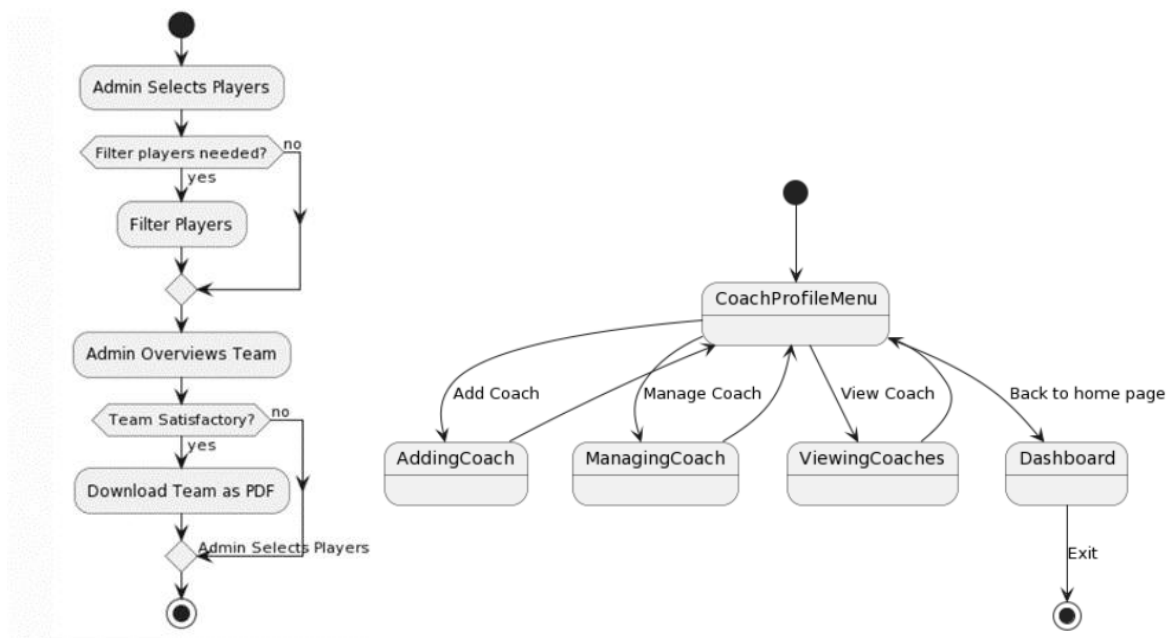 Admin Selects Players
Filter players needed?
no
yes
Filter Players
Admin Overviews Team
Team Satisfactory?
no
yes
Download Team as PDF
Admin Selects Players
CoachProfileMenu
Add Coach
Manage Coach
View Coach
Back to home page
AddingCoach
ManagingCoach
ViewingCoaches
Dashboard
Exit